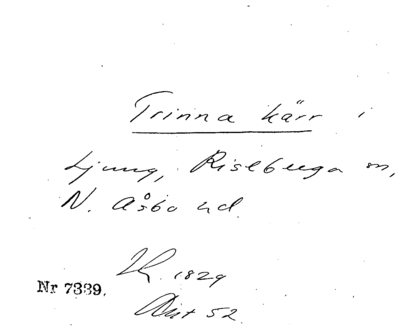 Trinna kärr i
Ljung, Riseberga sn,
N. Åsbo hd.
1829
Nr 7339.
Akt 52